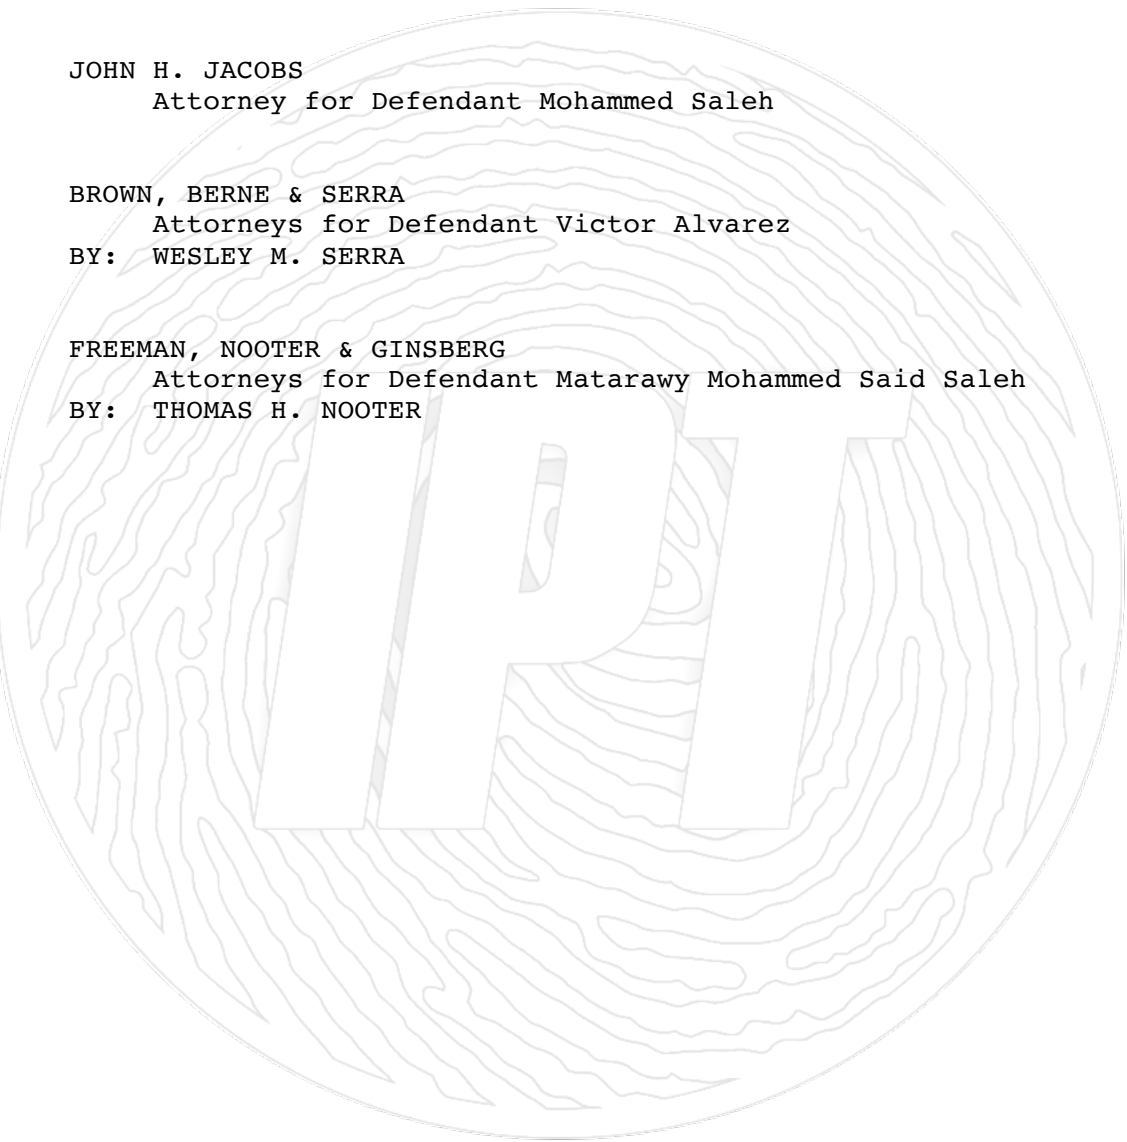 JOHN H. JACOBS
Attorney for Defendant Mohammed Saleh
BROWN, BERNE & SERRA
Attorneys for Defendant Victor Alvarez
BY: WESLEY M. SERRA
FREEMAN, NOOTER & GINSBERG
Attorneys for Defendant Matarawy Mohammed Said Saleh
BY: THOMAS H. NOOTER
IPT